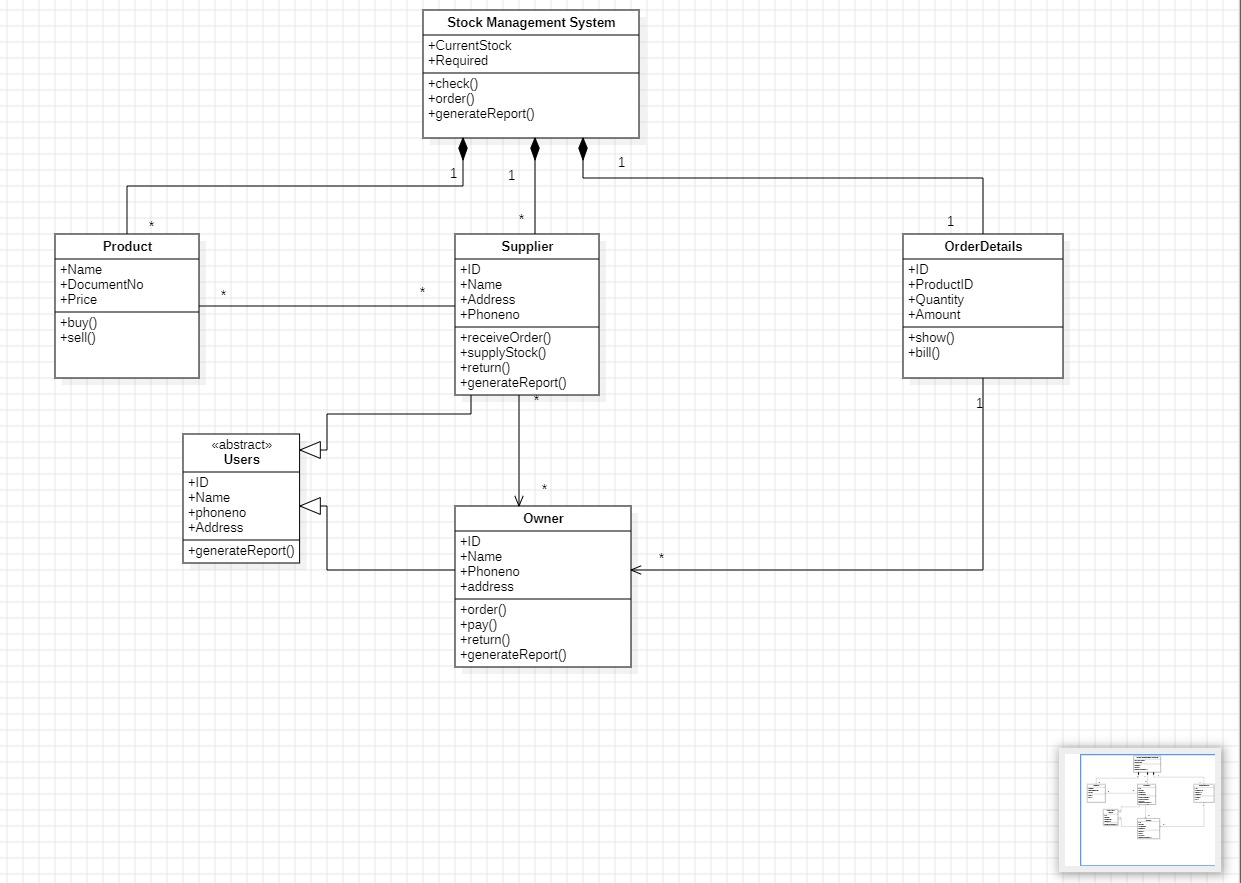 Stock Management System
+CurrentStock
+Required
+check()
+order()
+generateReport()
1
1
1
*
*
1
Product
+Name
+DocumentNo
+Price
+buy()
+sell()
*
*
Supplier
+ID
+Name
+Address
+Phoneno
+receiveOrder()
+supplyStock()
+return()
+generateReport()
OrderDetails
+ID
+ProductID
+Quantity
+Amount
+show()
+bill()
*
1
«abstract»
Users
+ID
+Name
+phoneno
+Address
+generateReport()
*
Owner
+ID
+Name
+Phoneno
+address
+order()
+pay()
+return()
+generateReport()
*